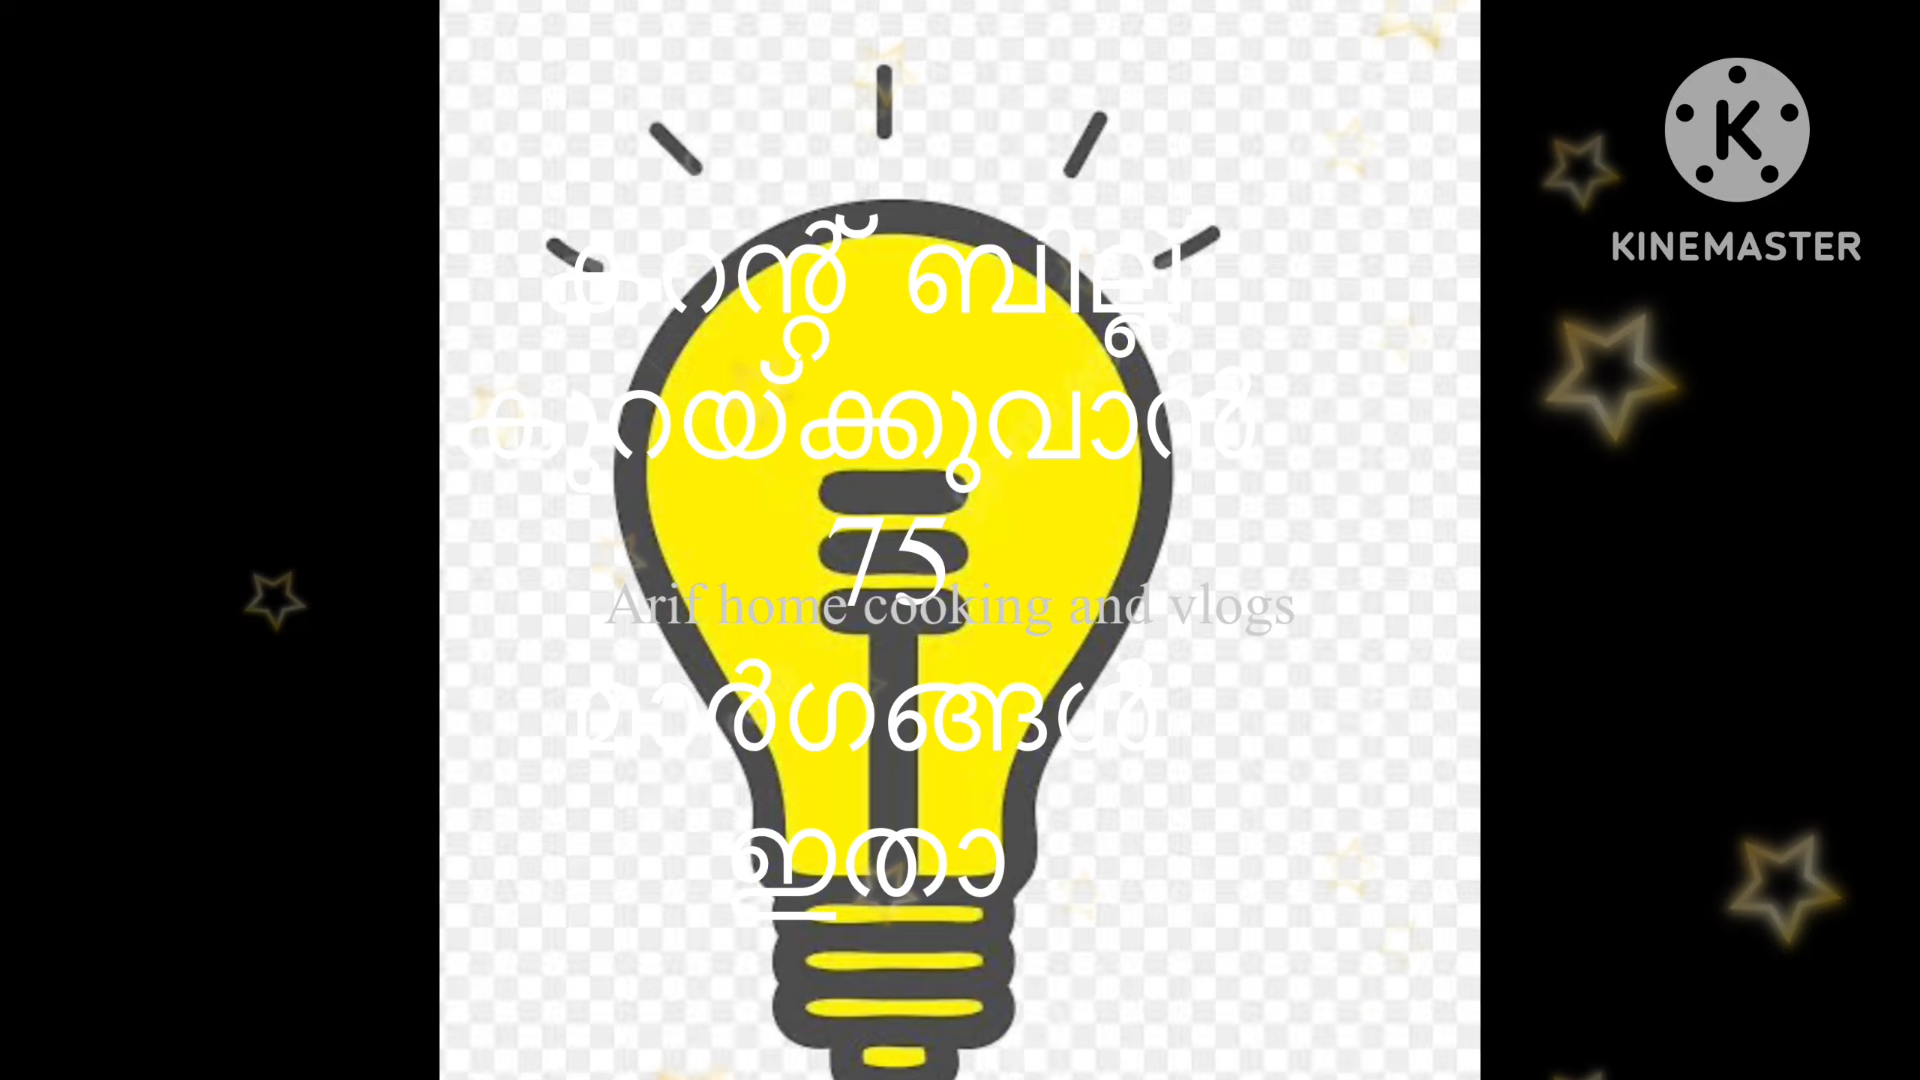 കറന്റ് ബില്ല്
കുറയ്ക്കുവാൻ
75
Arif home cooking and vlogs
മാർഗങ്ങൾ
ഇതാ
K
KINEMASTER